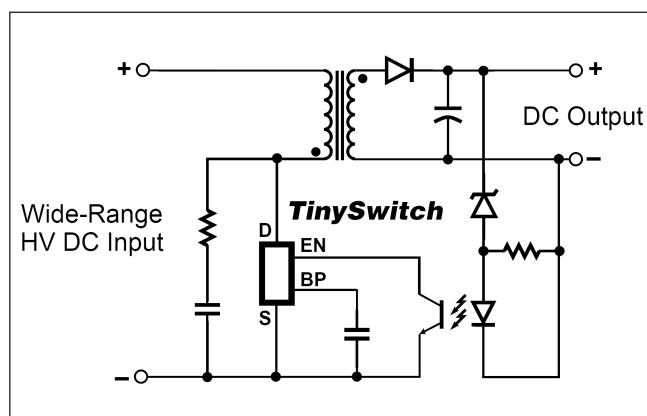 +
+
DC Output
−
Wide-Range
HV DC Input
TinySwitch
D
EN
BP
S
−